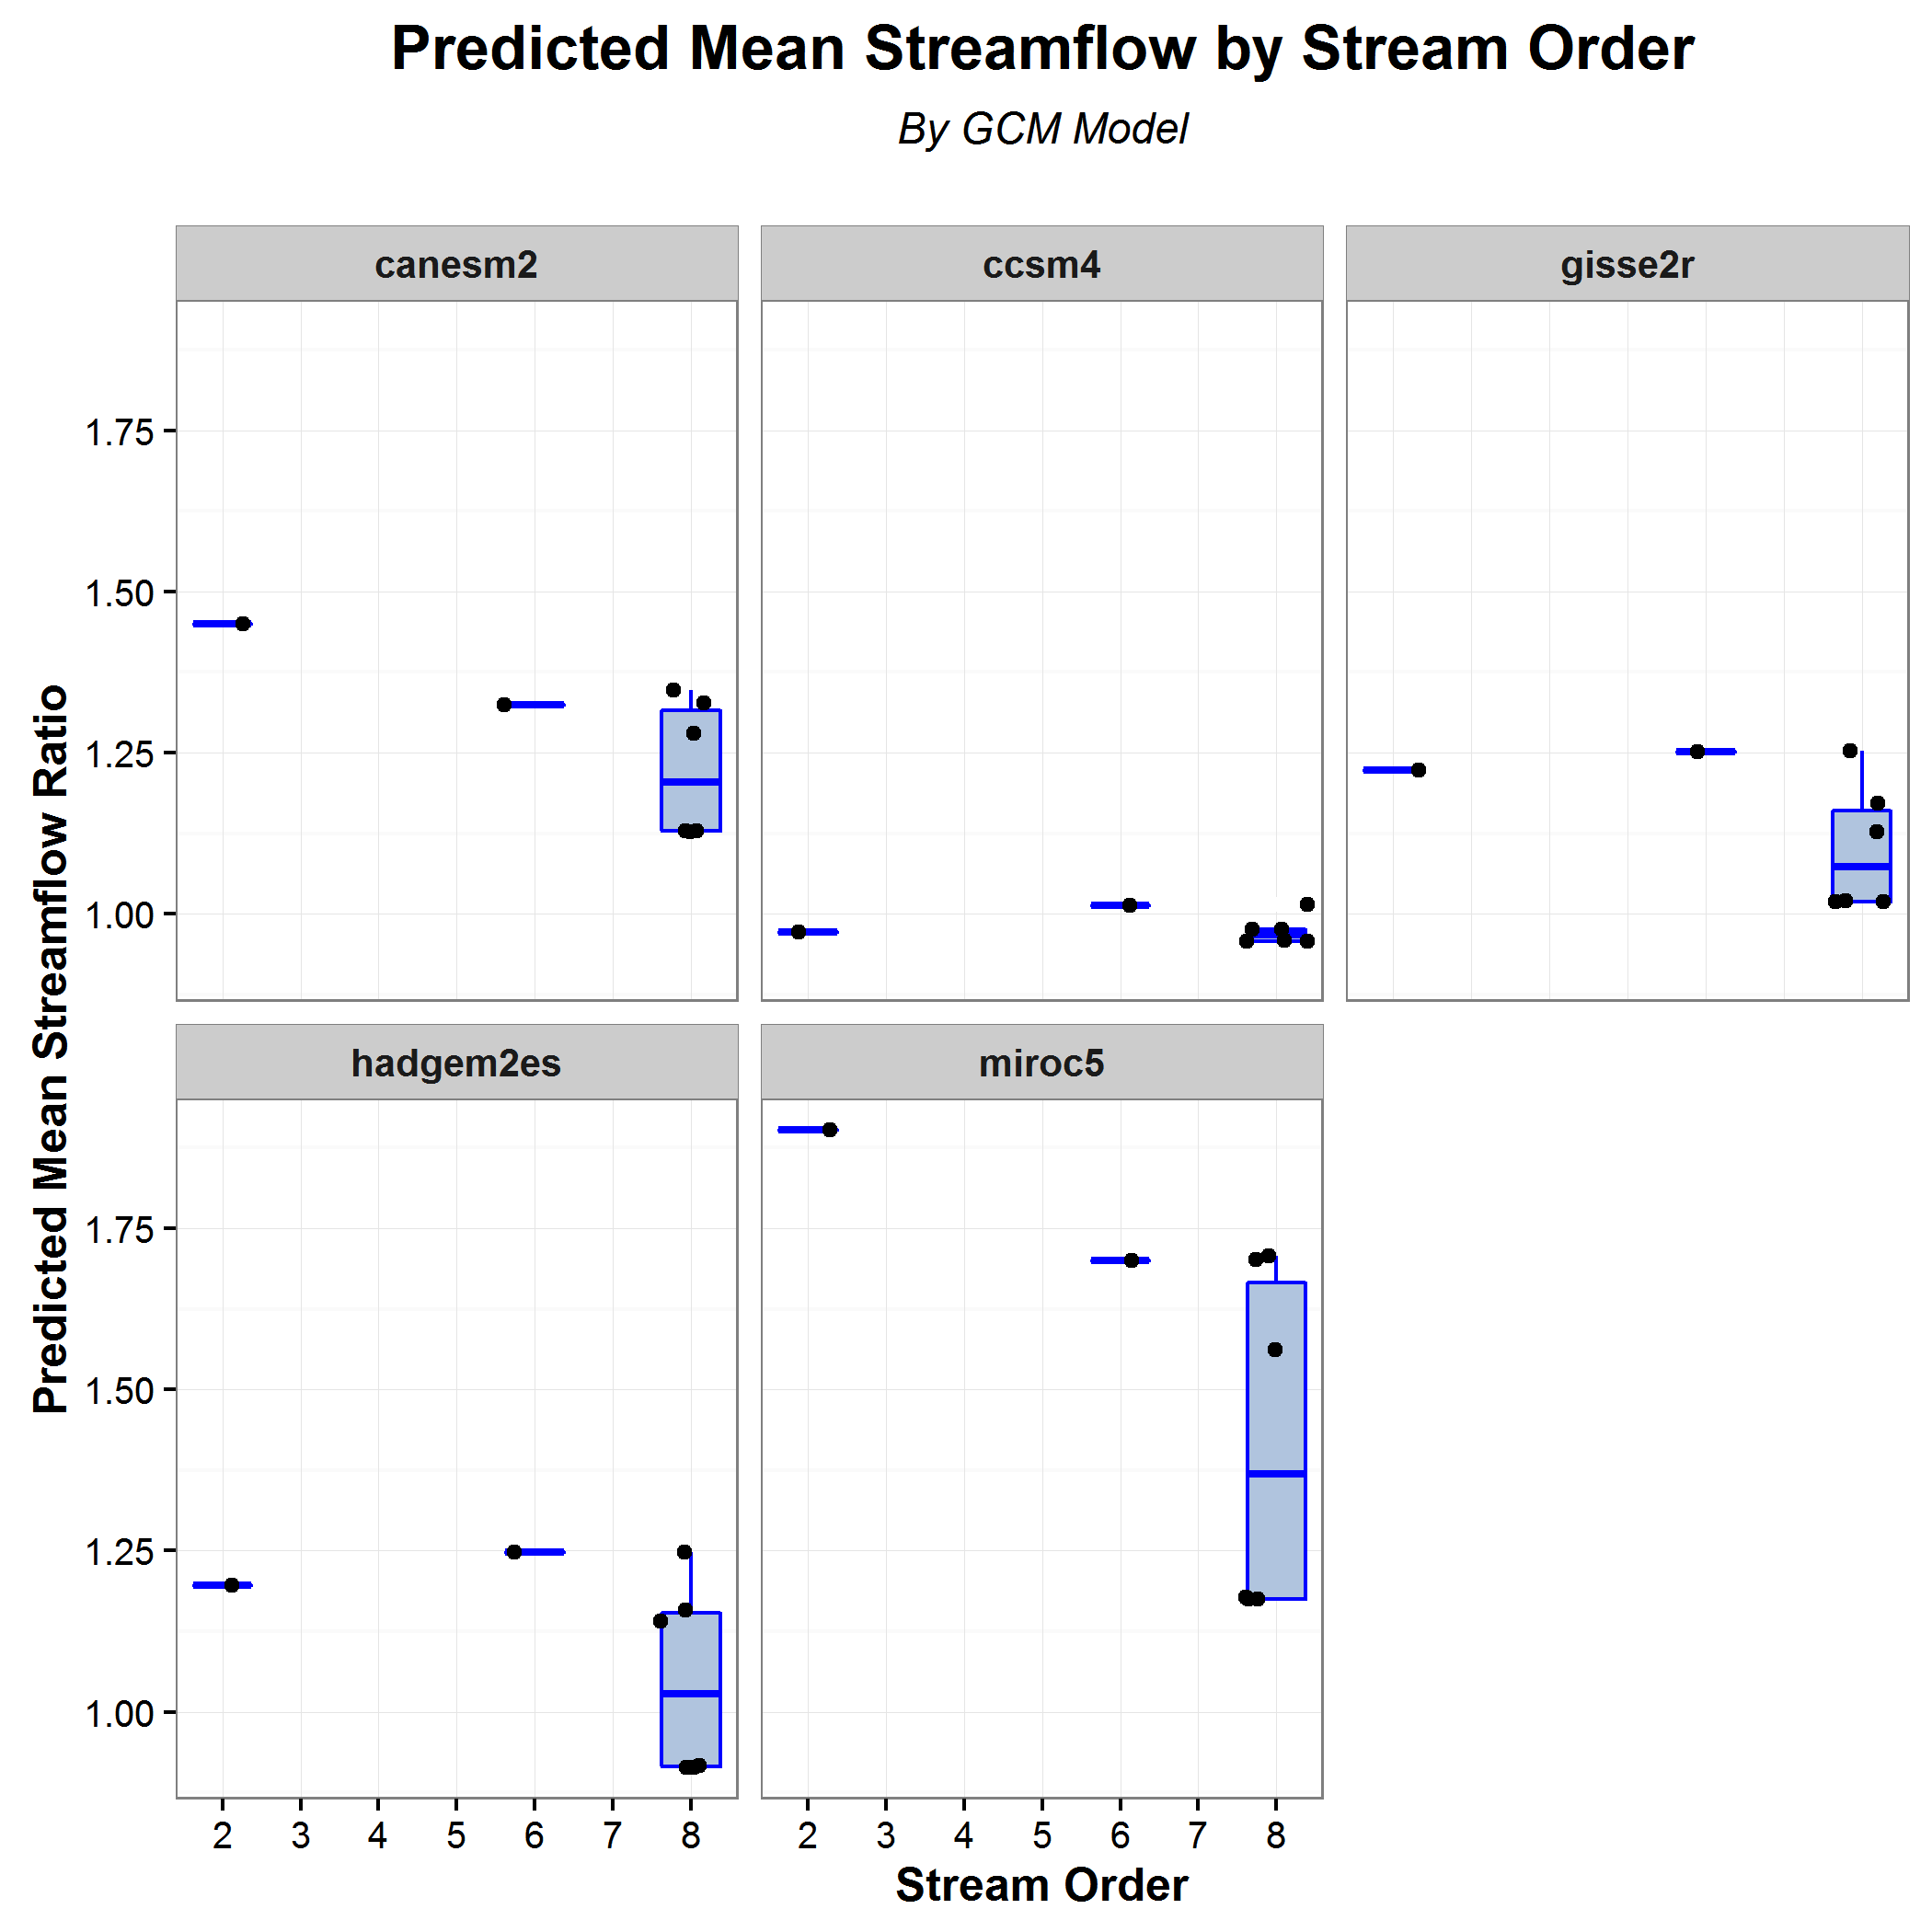 Predicted Mean Streamflow by Stream Order
By GCM Model
canesm2
ccsm4
gisse2r
1.75
1.50
1.25
1.00
Predicted Mean Streamflow Ratio
hadgem2es
miroc5
1.75
1.50
1.25
1.00
2 3 4 5 6 7 8
2 3 4 5 6 7 8
Stream Order